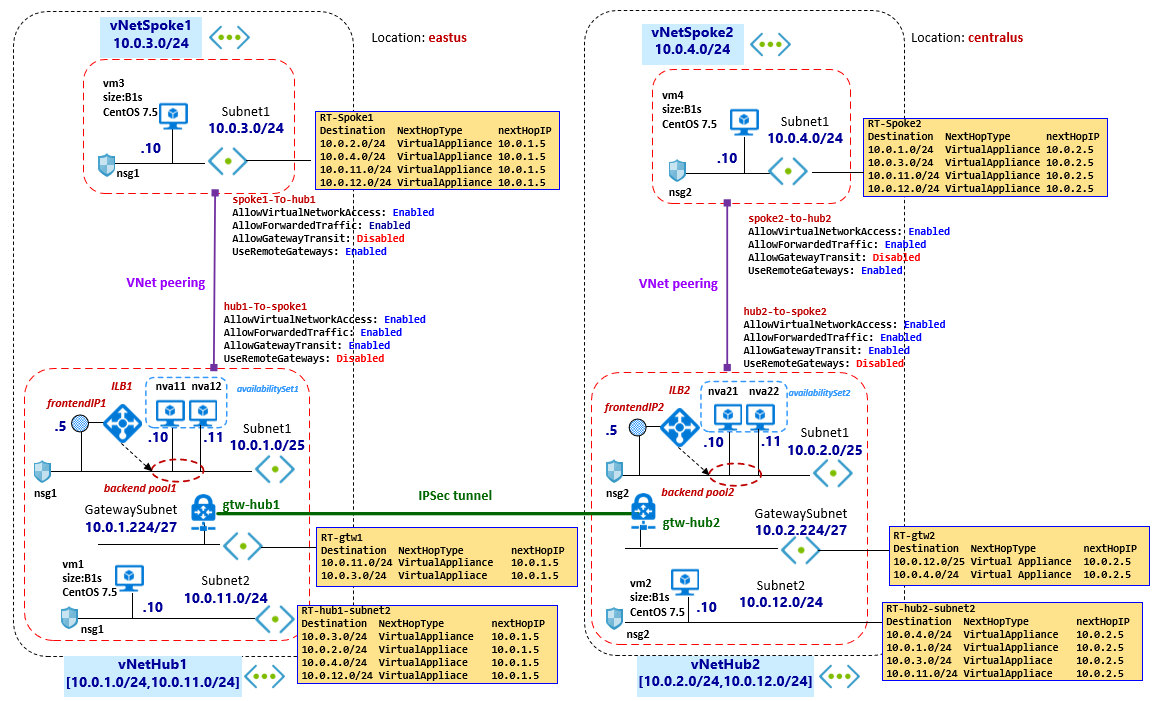 vNetSpoke1
10.0.3.0/24
Location: eastus
vm3
size:B1s
CentOS 7.5
Subnet1
10.0.3.0/24
.10
nsg1
RT-Spoke1
Destination NextHopType nextHopIP
10.0.2.0/24 VirtualAppliance 10.0.1.5
10.0.4.0/24 VirtualAppliance 10.0.1.5
10.0.11.0/24 VirtualAppliance 10.0.1.5
10.0.12.0/24 VirtualAppliance 10.0.1.5
spoke1-To-hub1
AllowVirtualNetworkAccess: Enabled
AllowForwardedTraffic: Enabled
AllowGatewayTransit: Disabled
UseRemoteGateways: Enabled
VNet peering
hub1-To-spoke1
AllowVirtualNetworkAccess: Enabled
AllowForwardedTraffic: Enabled
AllowGatewayTransit: Enabled
UseRemoteGateways: Disabled
ILB1
nva11 nva12
availabilitySet1
frontendIP1
.5
.10
.11
Subnet1
10.0.1.0/25
nsg1
backend pool1
GatewaySubnet
10.0.1.224/27
gtw-hub1
IPSec tunnel
RT-gtw1
Destination NextHopType nextHopIP
10.0.11.0/24 VirtualAppliance 10.0.1.5
10.0.3.0/24 VirtualAppliace 10.0.1.5
vm1
size:B1s
CentOS 7.5
.10
Subnet2
10.0.11.0/24
nsg1
RT-hub1-subnet2
Destination NextHopType nextHopIP
10.0.3.0/24 VirtualAppliance 10.0.1.5
10.0.2.0/24 VirtualAppliace 10.0.1.5
10.0.4.0/24 VirtualAppliace 10.0.1.5
10.0.12.0/24 VirtualAppliace 10.0.1.5
vNetHub1
[10.0.1.0/24,10.0.11.0/24]
vNetSpoke2
10.0.4.0/24
Location: centralus
vm4
size:B1s
CentOS 7.5
Subnet1
10.0.4.0/24
.10
nsg2
RT-Spoke2
Destination NextHopType nextHopIP
10.0.1.0/24 VirtualAppliance 10.0.2.5
10.0.3.0/24 VirtualAppliance 10.0.2.5
10.0.11.0/24 VirtualAppliance 10.0.2.5
10.0.12.0/24 VirtualAppliance 10.0.2.5
spoke2-to-hub2
AllowVirtualNetworkAccess: Enabled
AllowForwardedTraffic: Enabled
AllowGatewayTransit: Disabled
UseRemoteGateways: Enabled
VNet peering
hub2-to-spoke2
AllowVirtualNetworkAccess: Enabled
AllowForwardedTraffic: Enabled
AllowGatewayTransit: Enabled
UseRemoteGateways: Disabled
ILB2
nva21 nva22
availabilitySet2
frontendIP2
.5
.10
.11
Subnet1
10.0.2.0/25
nsg2
backend pool2
gtw-hub2
GatewaySubnet
10.0.2.224/27
RT-gtw2
Destination NextHopType nextHopIP
10.0.12.0/25 Virtual Appliance 10.0.2.5
10.0.4.0/24 Virtual Appliance 10.0.2.5
vm2
size:B1s
CentOS 7.5
.10
Subnet2
10.0.12.0/24
nsg2
RT-hub2-subnet2
Destination NextHopType nextHopIP
10.0.4.0/24 VirtualAppliance 10.0.2.5
10.0.1.0/24 VirtualAppliance 10.0.2.5
10.0.3.0/24 VirtualAppliace 10.0.2.5
10.0.11.0/24 VirtualAppliace 10.0.2.5
vNetHub2
[10.0.2.0/24,10.0.12.0/24]